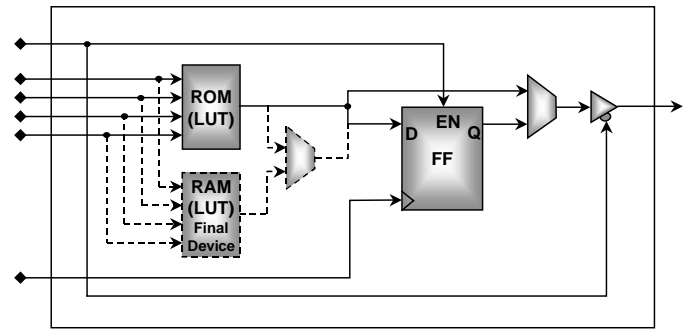 ROM
(LUT)
RAM
(LUT)
Final
Device
EN
D
Q
FF